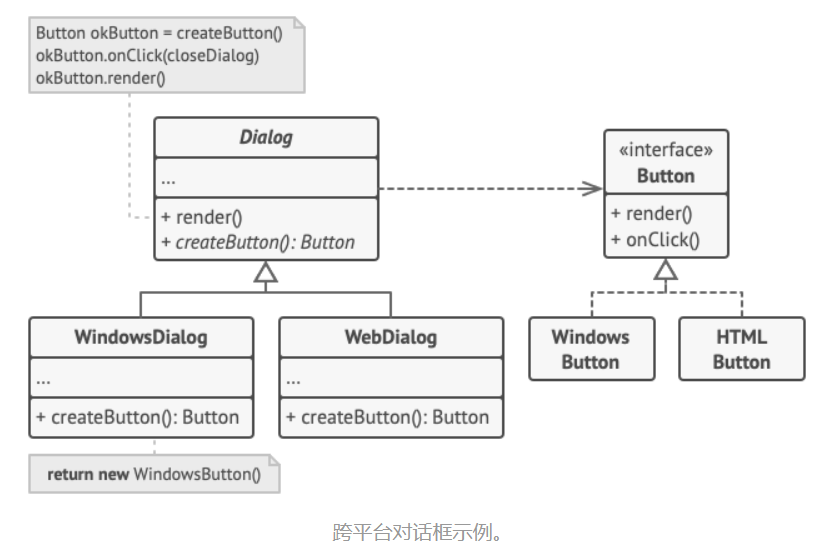 Button okButton = createButton()
okButton.onClick(closeDialog)
okButton.render()
Dialog
...
+ render()
+ createButton(): Button
«interface»
Button
+ render()
+ onClick()
WindowsDialog
...
+ createButton(): Button
WebDialog
...
+ createButton(): Button
Windows
Button
HTML
Button
return new WindowsButton()
跨平台对话框示例。